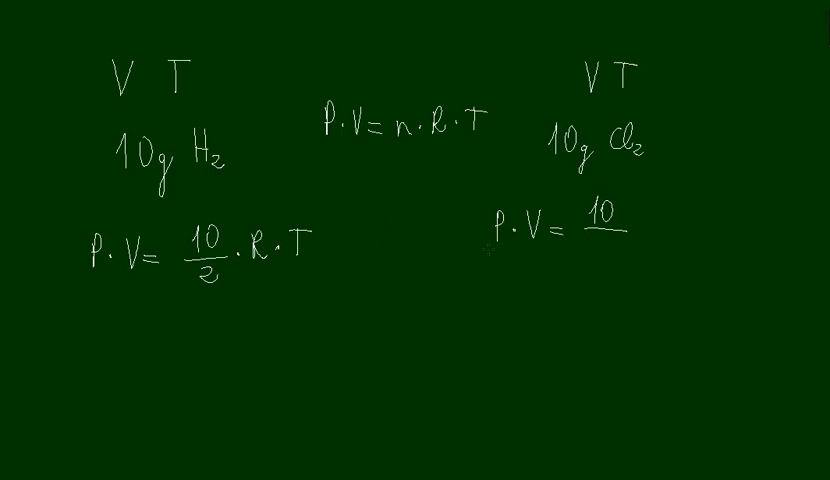 V T
10g H₂
P·V = 10/2 · R · T
P·V = n·R·T
V T
10g Cl₂
P·V = 10/